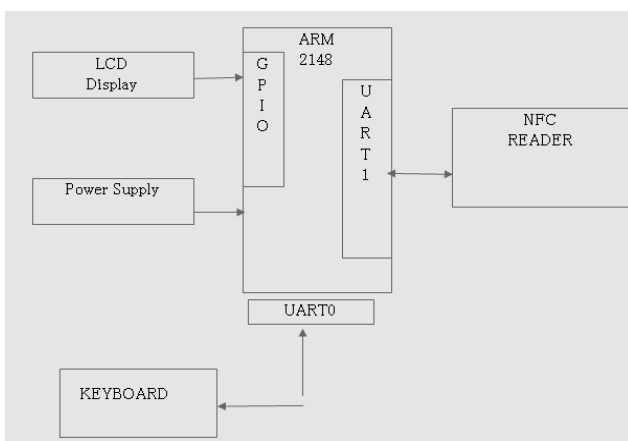 LCD
Display
Power Supply
ARM
2148
G
P
I
O
U
A
R
T
1
NFC
READER
UART0
KEYBOARD